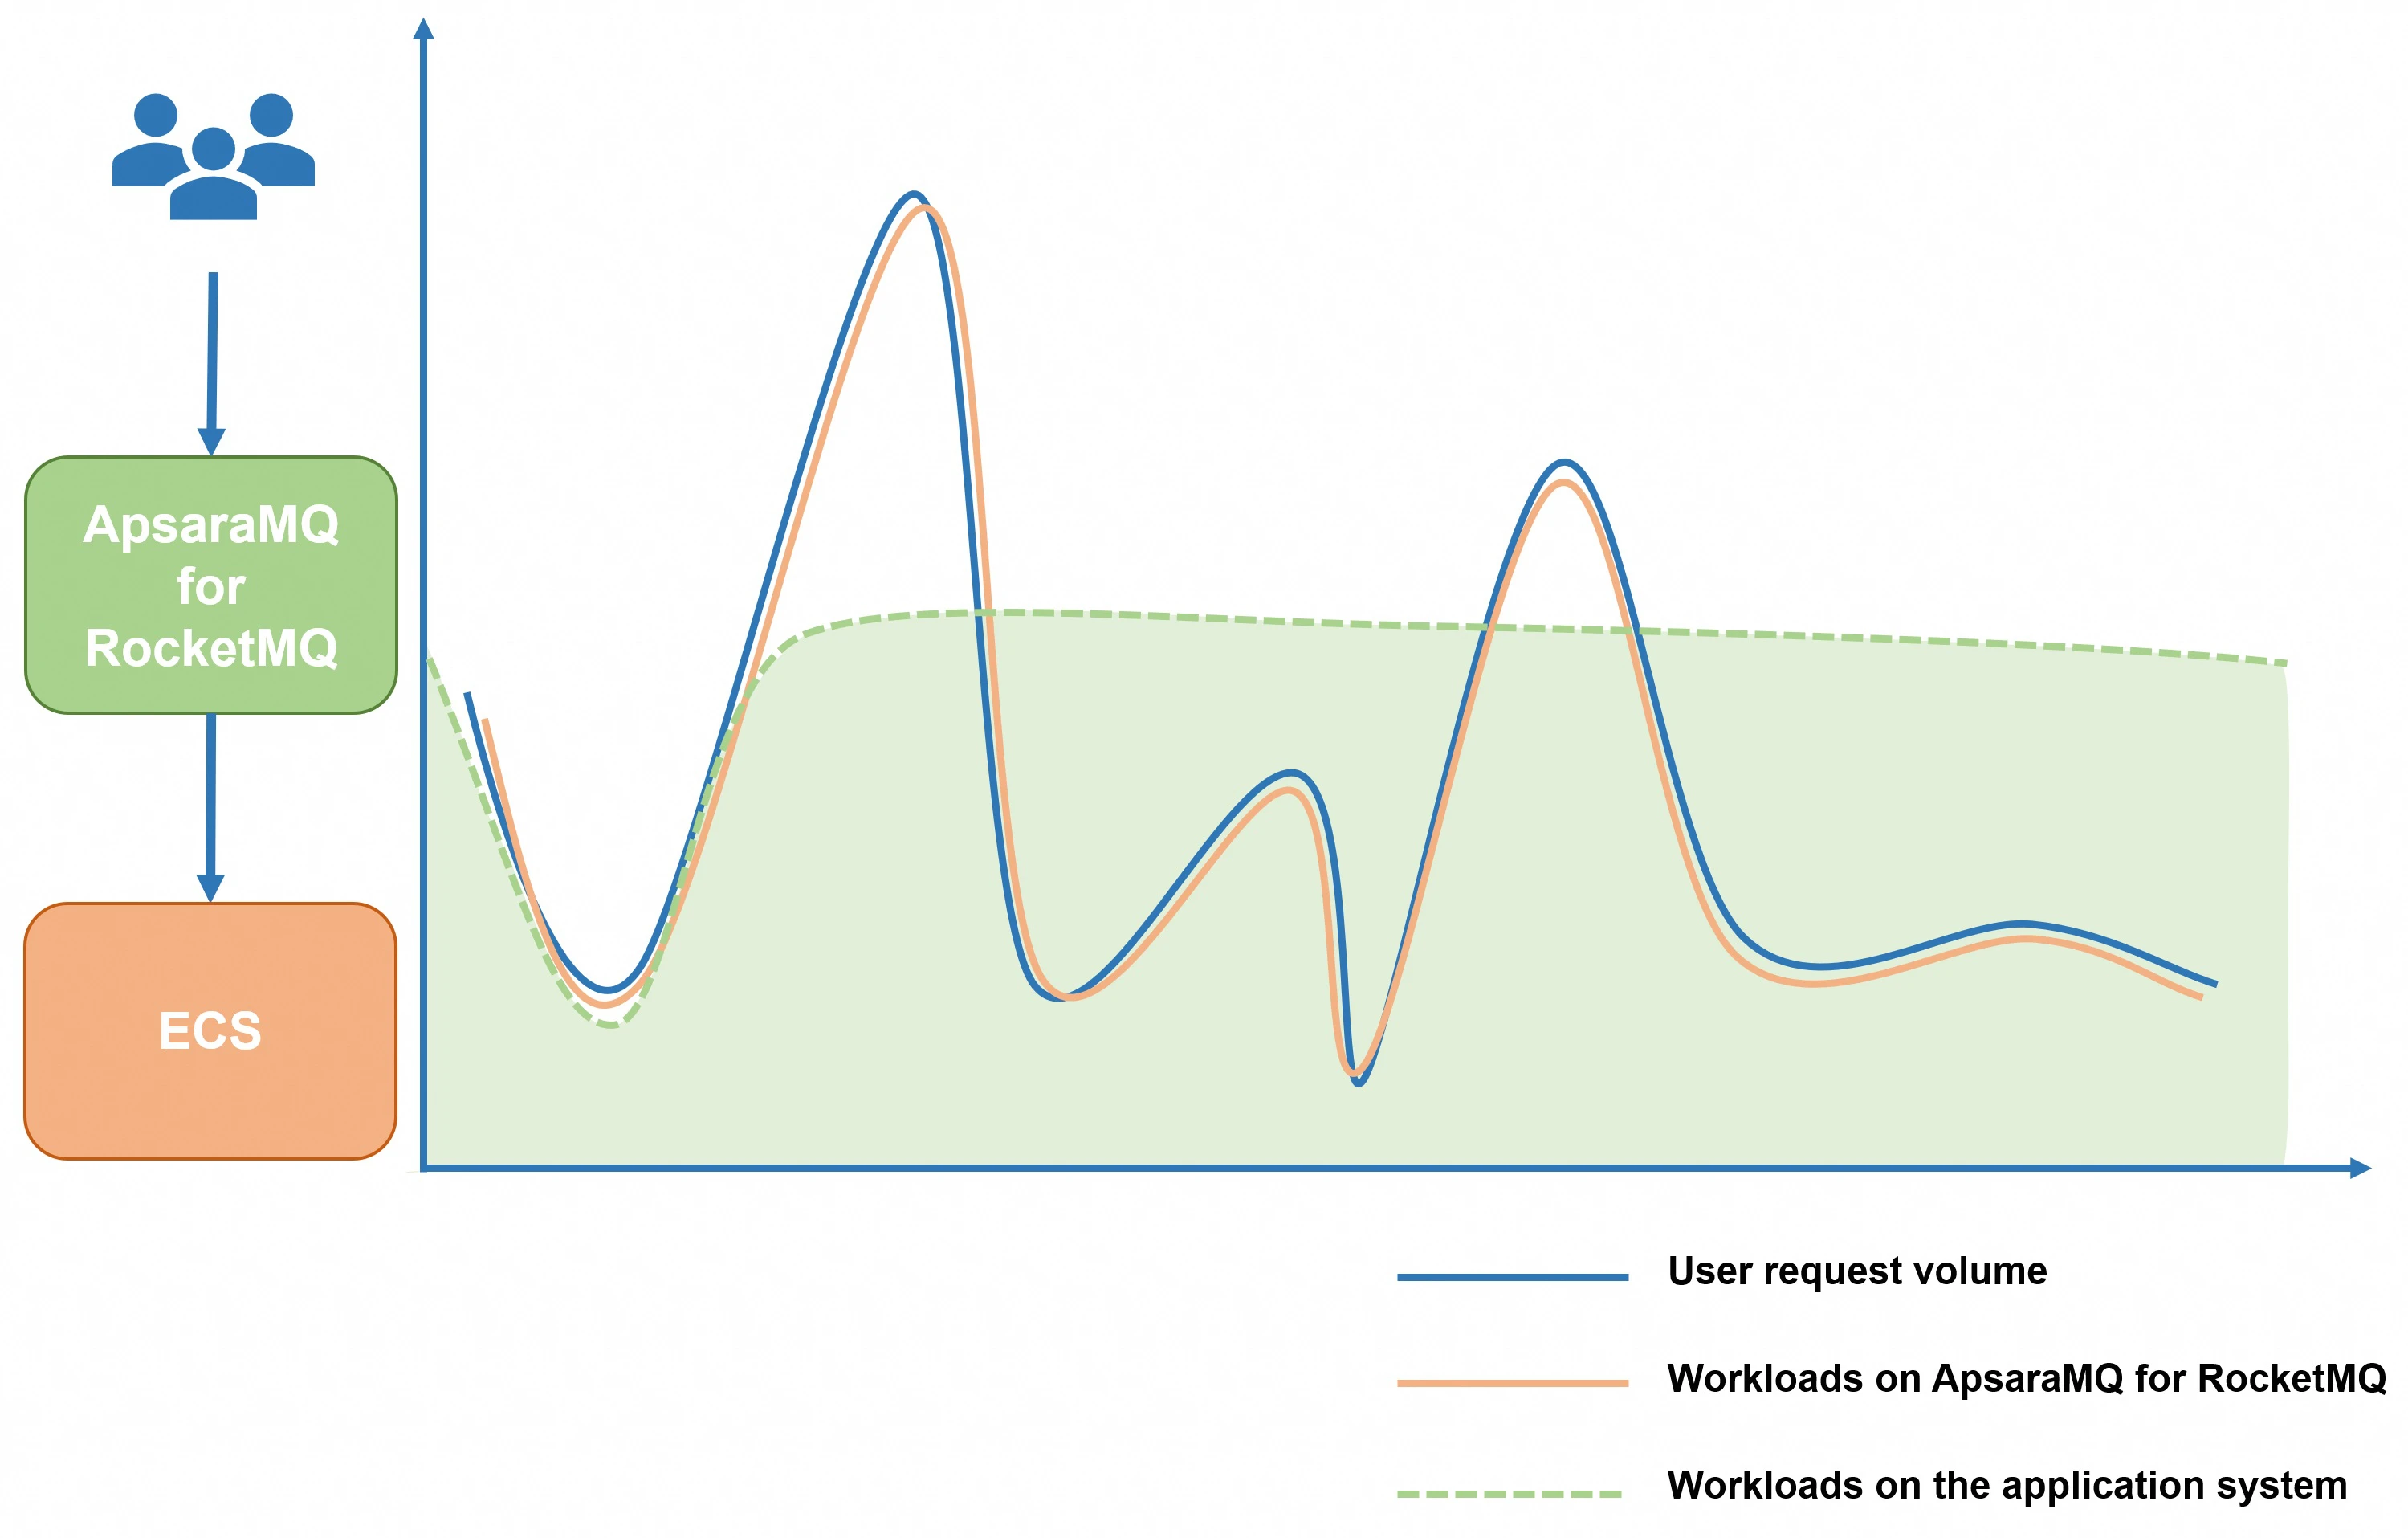 ApsaraMQ
for
RocketMQ
ECS
User request volume
Workloads on ApsaraMQ for RocketMQ
Workloads on the application system